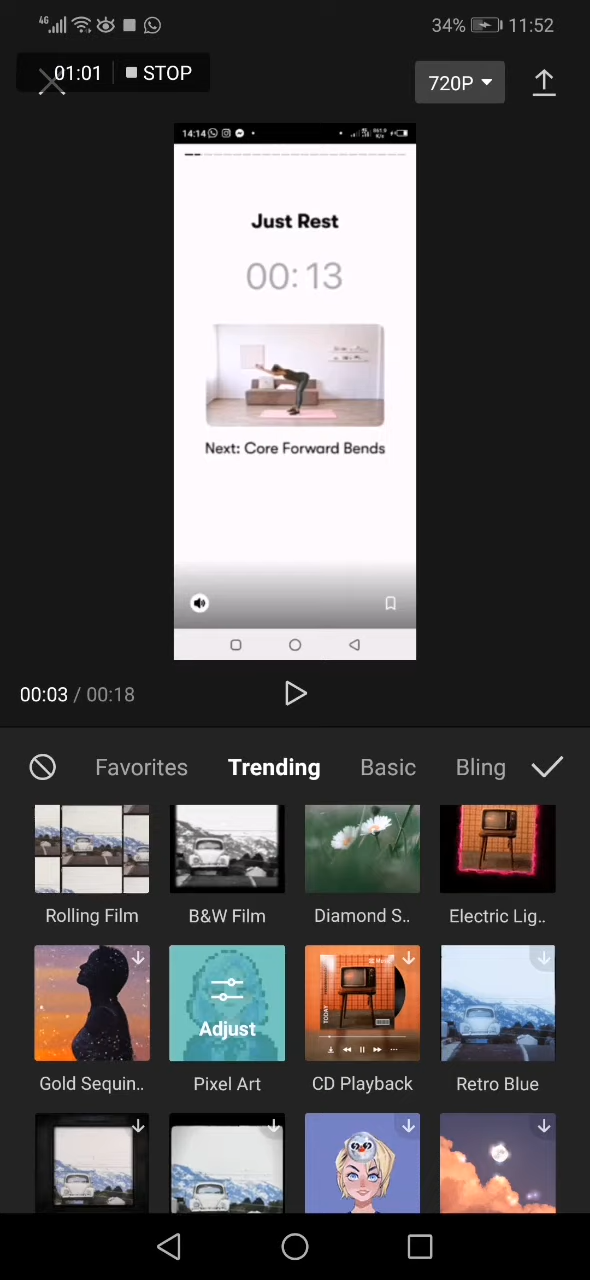 4G
34% 11:52
01:01 STOP
720P
14:14
Just Rest
00:13
Next: Core Forward Bends
00:03 / 00:18
Favorites Trending Basic Bling
Rolling Film B&W Film Diamond S.. Electric Lig..
Adjust
TODAY
Gold Sequin.. Pixel Art CD Playback Retro Blue